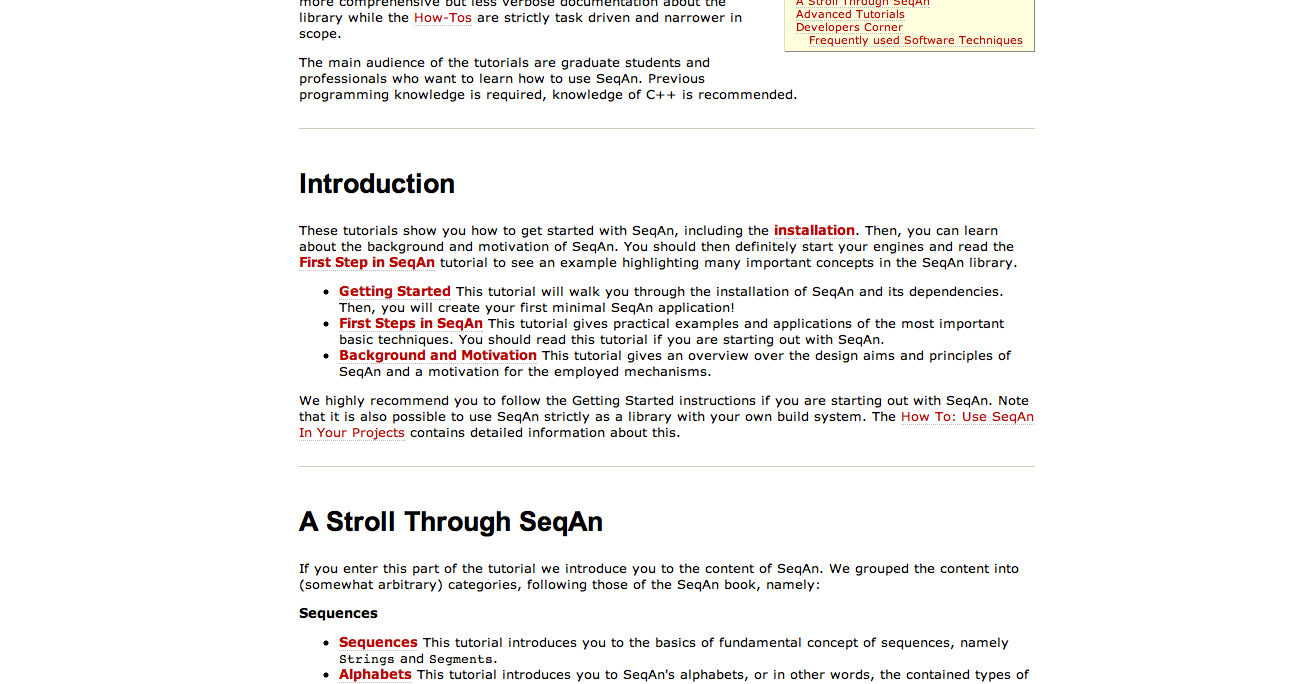 more comprehensive but less verbose documentation about the
library while the How-Tos are strictly task driven and narrower in
scope.
A Stroll Through SeqAn
Advanced Tutorials
Developers Corner
Frequently used Software Techniques
The main audience of the tutorials are graduate students and
professionals who want to learn how to use SeqAn. Previous
programming knowledge is required, knowledge of C++ is recommended.
Introduction
These tutorials show you how to get started with SeqAn, including the installation. Then, you can learn
about the background and motivation of SeqAn. You should then definitely start your engines and read the
First Step in SeqAn tutorial to see an example highlighting many important concepts in the SeqAn library.
• Getting Started This tutorial will walk you through the installation of SeqAn and its dependencies.
Then, you will create your first minimal SeqAn application!
• First Steps in SeqAn This tutorial gives practical examples and applications of the most important
basic techniques. You should read this tutorial if you are starting out with SeqAn.
• Background and Motivation This tutorial gives an overview over the design aims and principles of
SeqAn and a motivation for the employed mechanisms.
We highly recommend you to follow the Getting Started instructions if you are starting out with SeqAn. Note
that it is also possible to use SeqAn strictly as a library with your own build system. The How To: Use SeqAn
In Your Projects contains detailed information about this.
A Stroll Through SeqAn
If you enter this part of the tutorial we introduce you to the content of SeqAn. We grouped the content into
(somewhat arbitrary) categories, following those of the SeqAn book, namely:
Sequences
• Sequences This tutorial introduces you to the basics of fundamental concept of sequences, namely
Strings and Segments.
• Alphabets This tutorial introduces you to SeqAn's alphabets, or in other words, the contained types of